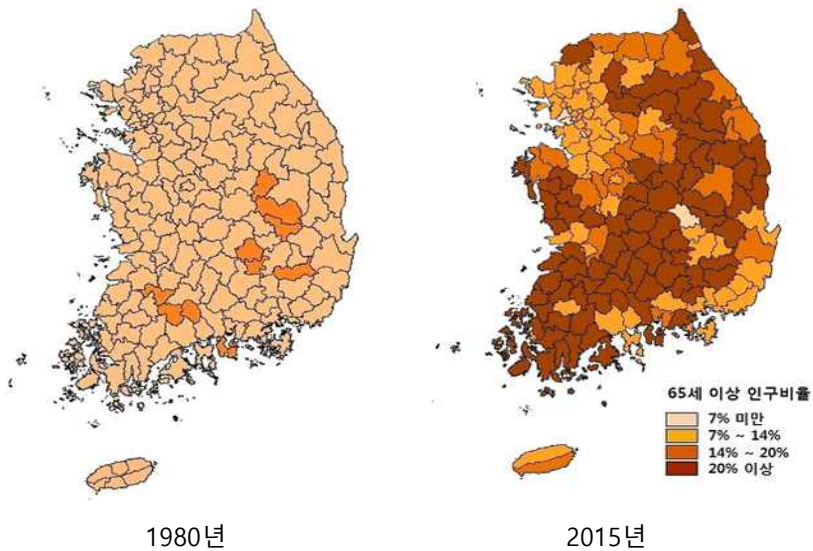 65세 이상 인구비율
7% 미만
7% ~ 14%
14% ~ 20%
20% 이상
1980년
2015년